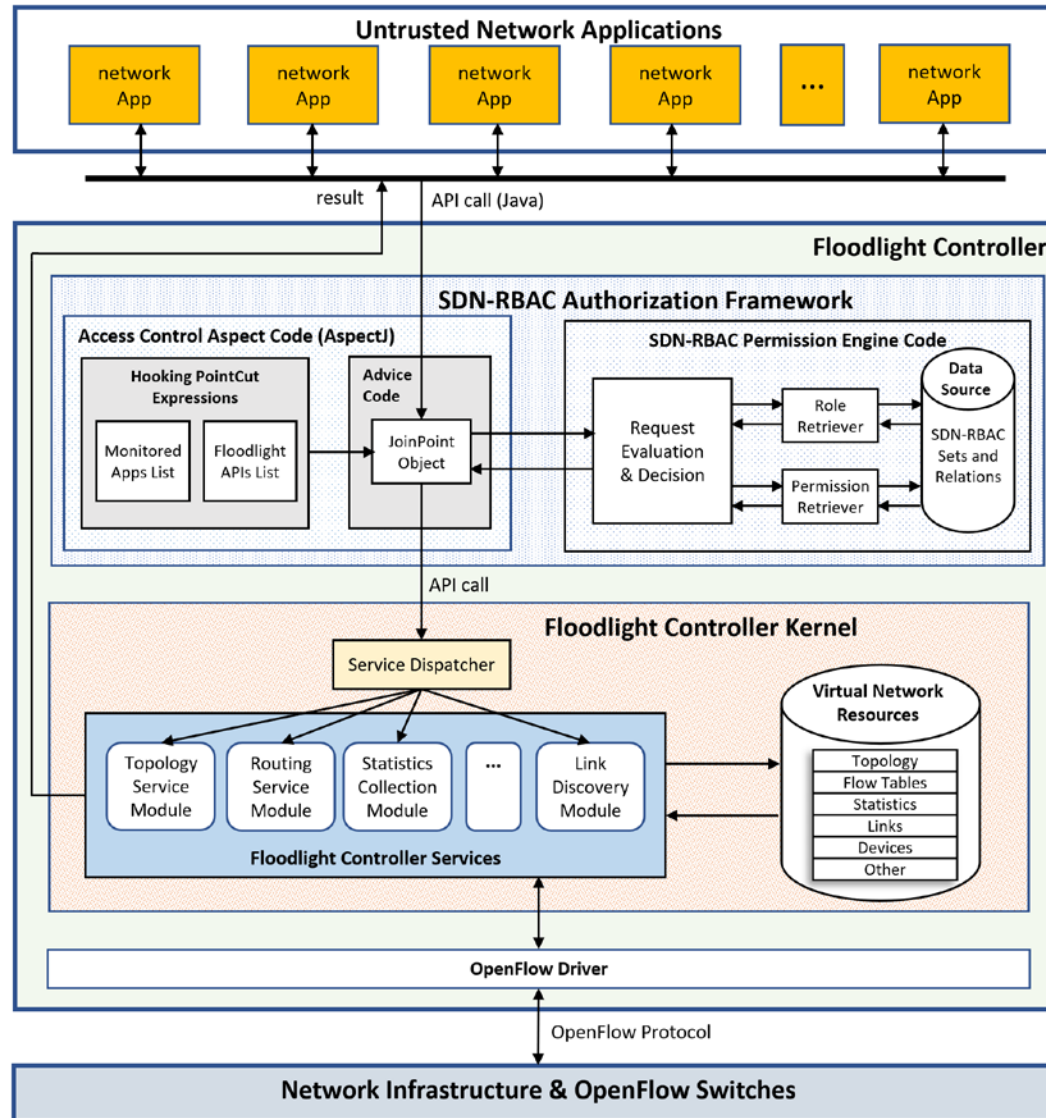 Untrusted Network Applications
network
App
network
App
network
App
network
App
...
network
App
result
API call (Java)
Floodlight Controller
SDN-RBAC Authorization Framework
Access Control Aspect Code (AspectJ)
Hooking PointCut
Expressions
Monitored
Apps List
Floodlight
APIs List
Advice
Code
JoinPoint
Object
SDN-RBAC Permission Engine Code
Request
Evaluation
& Decision
Role
Retriever
Permission
Retriever
Data
Source
SDN-RBAC
Sets and
Relations
API call
Floodlight Controller Kernel
Service Dispatcher
Topology
Service
Module
Routing
Service
Module
Statistics
Collection
Module
...
Link
Discovery
Module
Floodlight Controller Services
Virtual Network
Resources
Topology
Flow Tables
Statistics
Links
Devices
Other
OpenFlow Driver
OpenFlow Protocol
Network Infrastructure & OpenFlow Switches